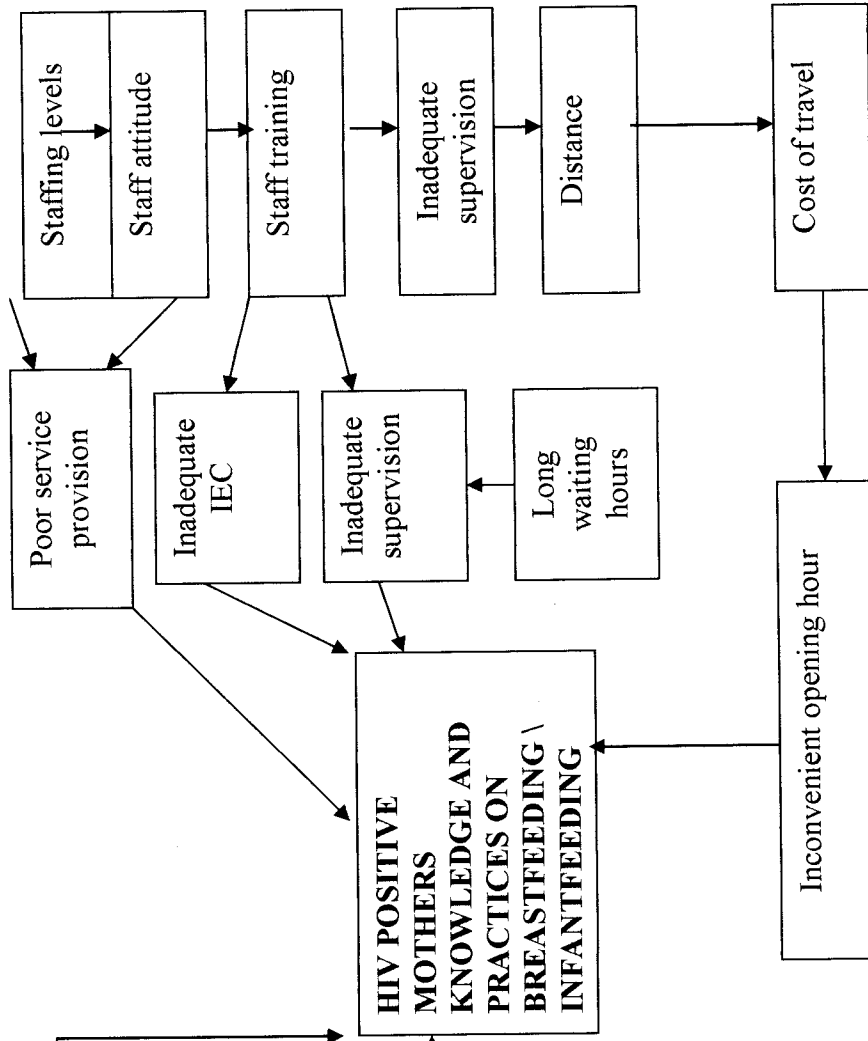 Staffing levels
Staff attitude
Poor service
provision
Staff training
Inadequate
IEC
Inadequate
supervision
Inadequate
supervision
HIV POSITIVE
MOTHERS
KNOWLEDGE AND
PRACTICES ON
BREASTFEEDING \
INFANTFEEDING
Distance
Long
waiting
hours
Cost of travel
Inconvenient opening hour